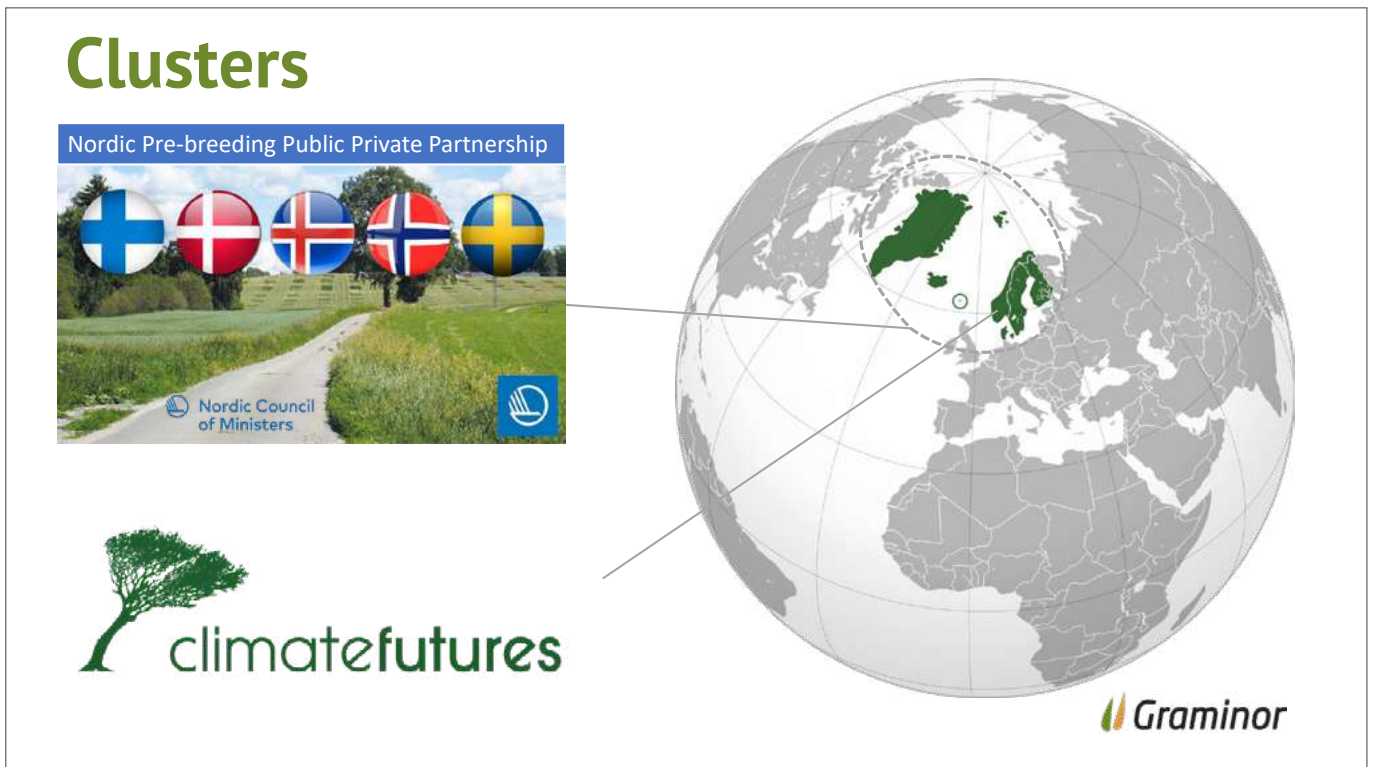 Clusters
Nordic Pre-breeding Public Private Partnership
Nordic Council
of Ministers
climatefutures
Graminor